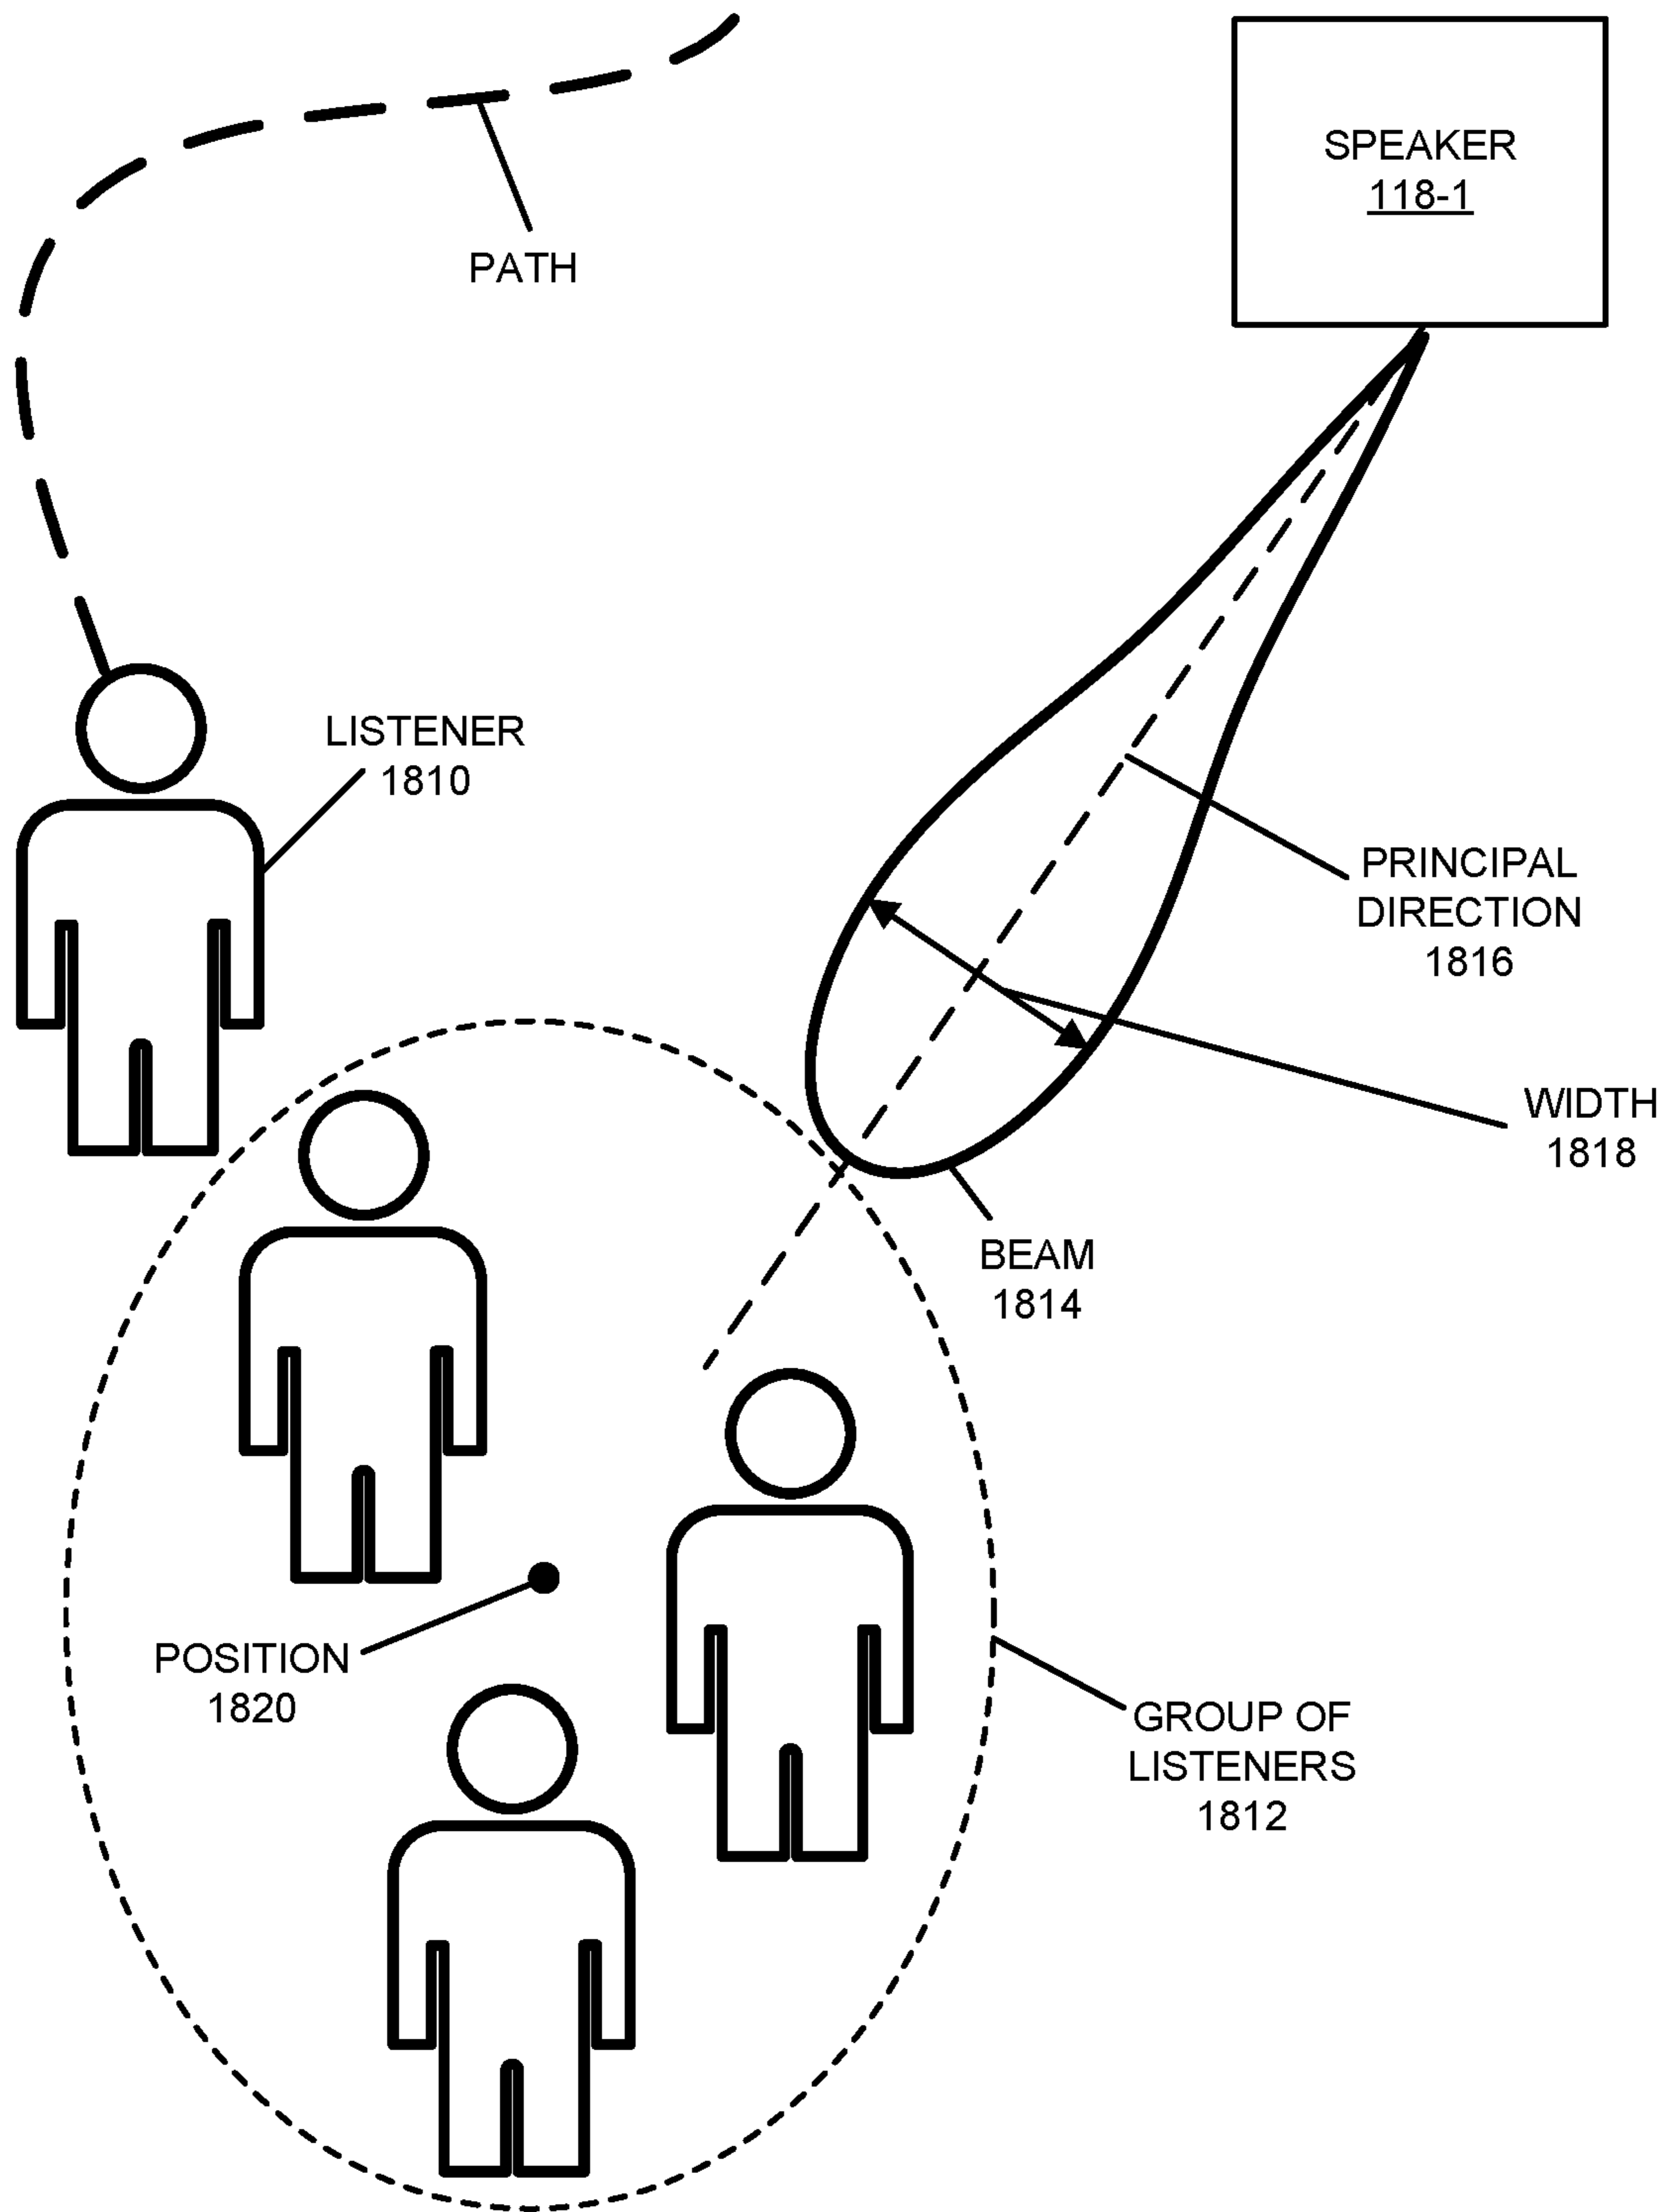 SPEAKER
118-1
PATH
LISTENER
1810
PRINCIPAL
DIRECTION
1816
WIDTH
1818
BEAM
1814
POSITION
1820
GROUP OF
LISTENERS
1812